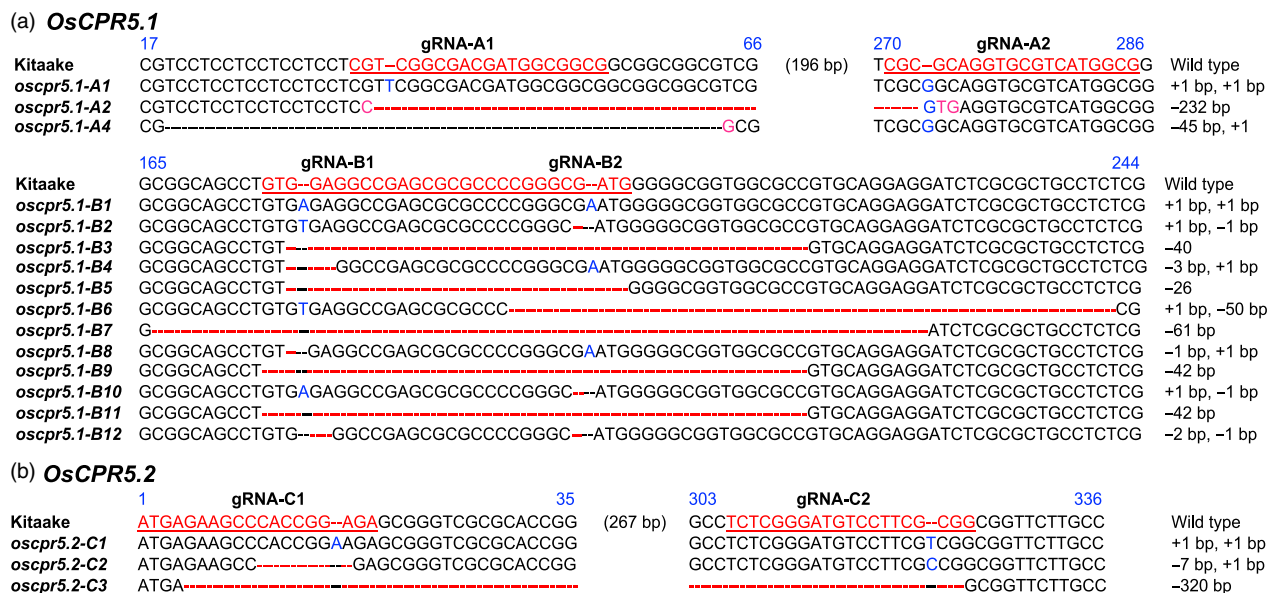 (a) OsCPR5.1
17 gRNA-A1 66 270 gRNA-A2 286
Kitaake CGTCCTCCTCCTCCTCCTCGT--CGGCGACGATGGCGGCGGCGGCGGCGTCG (196 bp) TCGC--GCAGGTGCGTCATGGCGG Wild type
oscpr5.1-A1 CGTCCTCCTCCTCCTCCTCGTTCGGCGACGATGGCGGCGGCGGCGGCGTCG TCGCGGCAGGTGCGTCATGGCGG +1 bp, +1 bp
oscpr5.1-A2 CGTCCTCCTCCTCCTCCTCC-------------------------------- ------GTGAGGTGCGTCATGGCGG −232 bp
oscpr5.1-A4 CG------------------------------------------------GCG TCGCGGCAGGTGCGTCATGGCGG −45 bp, +1
165 gRNA-B1 gRNA-B2 244
Kitaake GCGGCAGCCTGTG--GAGGCCGAGCGCGCGCCCCGGGCG--ATGGGGGCGGTGGCGCCGTGCAGGAGGATCTCGCGCTGCCTCTCG Wild type
oscpr5.1-B1 GCGGCAGCCTGTGAGAGGCCGAGCGCGCGCCCCGGGCGAATGGGGGCGGTGGCGCCGTGCAGGAGGATCTCGCGCTGCCTCTCG +1 bp, +1 bp
oscpr5.1-B2 GCGGCAGCCTGTGTGAGGCCGAGCGCGCGCCCCGGGC----ATGGGGGCGGTGGCGCCGTGCAGGAGGATCTCGCGCTGCCTCTCG +1 bp, −1 bp
oscpr5.1-B3 GCGGCAGCCTGT--------------------------------------------GTGCAGGAGGATCTCGCGCTGCCTCTCG −40
oscpr5.1-B4 GCGGCAGCCTGT------GGCCGAGCGCGCGCCCCGGGCGAATGGGGGCGGTGGCGCCGTGCAGGAGGATCTCGCGCTGCCTCTCG −3 bp, +1 bp
oscpr5.1-B5 GCGGCAGCCTGT------------------------------GGGGCGGTGGCGCCGTGCAGGAGGATCTCGCGCTGCCTCTCG −26
oscpr5.1-B6 GCGGCAGCCTGTGTGAGGCCGAGCGCGCGCCC----------------------------------------------------CG +1 bp, −50 bp
oscpr5.1-B7 G-----------------------------------------------------------------ATCTCGCGCTGCCTCTCG −61 bp
oscpr5.1-B8 GCGGCAGCCTGT---GAGGCCGAGCGCGCGCCCCGGGCGAATGGGGGCGGTGGCGCCGTGCAGGAGGATCTCGCGCTGCCTCTCG −1 bp, +1 bp
oscpr5.1-B9 GCGGCAGCCT----------------------------------------------GTGCAGGAGGATCTCGCGCTGCCTCTCG −42 bp
oscpr5.1-B10 GCGGCAGCCTGTGAGAGGCCGAGCGCGCGCCCCGGGC----ATGGGGGCGGTGGCGCCGTGCAGGAGGATCTCGCGCTGCCTCTCG +1 bp, −1 bp
oscpr5.1-B11 GCGGCAGCCT----------------------------------------------GTGCAGGAGGATCTCGCGCTGCCTCTCG −42 bp
oscpr5.1-B12 GCGGCAGCCTGTG-----GGCCGAGCGCGCGCCCCGGGC----ATGGGGGCGGTGGCGCCGTGCAGGAGGATCTCGCGCTGCCTCTCG −2 bp, −1 bp
(b) OsCPR5.2
1 gRNA-C1 35 303 gRNA-C2 336
Kitaake ATGAGAAGCCCACCGG--AGAGCGGGTCGCGCACCGG (267 bp) GCCTCTCGGGATGTCCTTCG--CGGCGGTTCTTGCC Wild type
oscpr5.2-C1 ATGAGAAGCCCACCGGAAGAGCGGGTCGCGCACCGG GCCTCTCGGGATGTCCTTCGTCGGCGGTTCTTGCC +1 bp, +1 bp
oscpr5.2-C2 ATGAGAAGCC---------GAGCGGGTCGCGCACCGG GCCTCTCGGGATGTCCTTCGCCGGCGGTTCTTGCC −7 bp, +1 bp
oscpr5.2-C3 ATGA--------------------------------- -------------------------GCGGTTCTTGCC −320 bp